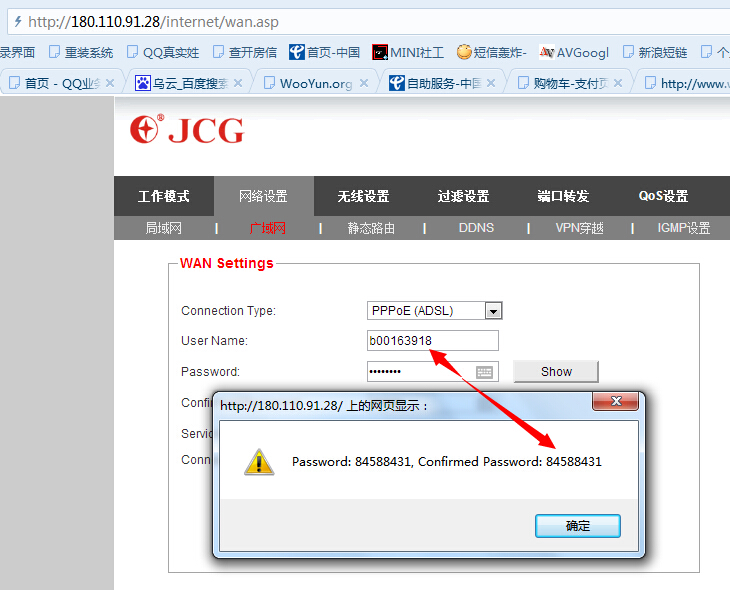 http://180.110.91.28/internet/wan.asp
录界面 重装系统 QQ真实姓 查开房信 首页-中国 MINI社工 短信轰炸- AVGoogl 新浪短链 个
首页 - QQ业 乌云_百度搜索 WooYun.org 自助服务-中国 购物车-支付页 http://www.
JCG
工作模式 网络设置 无线设置 过滤设置 端口转发 QoS设置
局域网 | 广域网 | 静态路由 | DDNS | VPN穿越 | IGMP设置
WAN Settings
Connection Type: PPPoE (ADSL)
User Name: b00163918
Password: •••••••• Show
Confi
Servic
Conn
http://180.110.91.28/ 上的网页显示：
Password: 84588431, Confirmed Password: 84588431
确定